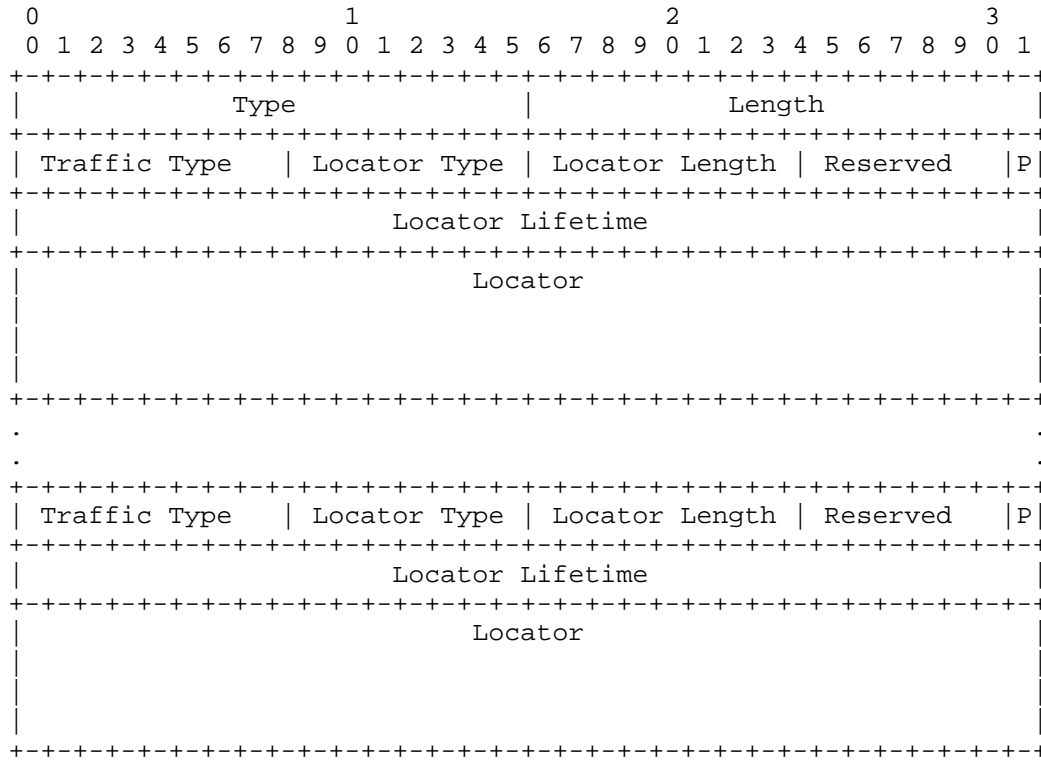 0                   1                   2                   3
 0 1 2 3 4 5 6 7 8 9 0 1 2 3 4 5 6 7 8 9 0 1 2 3 4 5 6 7 8 9 0 1
+-+-+-+-+-+-+-+-+-+-+-+-+-+-+-+-+-+-+-+-+-+-+-+-+-+-+-+-+-+-+-+-+
|             Type              |            Length             |
+-+-+-+-+-+-+-+-+-+-+-+-+-+-+-+-+-+-+-+-+-+-+-+-+-+-+-+-+-+-+-+-+
| Traffic Type   | Locator Type | Locator Length | Reserved   |P|
+-+-+-+-+-+-+-+-+-+-+-+-+-+-+-+-+-+-+-+-+-+-+-+-+-+-+-+-+-+-+-+-+
|                       Locator Lifetime                        |
+-+-+-+-+-+-+-+-+-+-+-+-+-+-+-+-+-+-+-+-+-+-+-+-+-+-+-+-+-+-+-+-+
|                            Locator                            |
|                                                               |
|                                                               |
|                                                               |
+-+-+-+-+-+-+-+-+-+-+-+-+-+-+-+-+-+-+-+-+-+-+-+-+-+-+-+-+-+-+-+-+
.                                                               .
.                                                               .
+-+-+-+-+-+-+-+-+-+-+-+-+-+-+-+-+-+-+-+-+-+-+-+-+-+-+-+-+-+-+-+-+
| Traffic Type   | Locator Type | Locator Length | Reserved   |P|
+-+-+-+-+-+-+-+-+-+-+-+-+-+-+-+-+-+-+-+-+-+-+-+-+-+-+-+-+-+-+-+-+
|                       Locator Lifetime                        |
+-+-+-+-+-+-+-+-+-+-+-+-+-+-+-+-+-+-+-+-+-+-+-+-+-+-+-+-+-+-+-+-+
|                            Locator                            |
|                                                               |
|                                                               |
|                                                               |
+-+-+-+-+-+-+-+-+-+-+-+-+-+-+-+-+-+-+-+-+-+-+-+-+-+-+-+-+-+-+-+-+